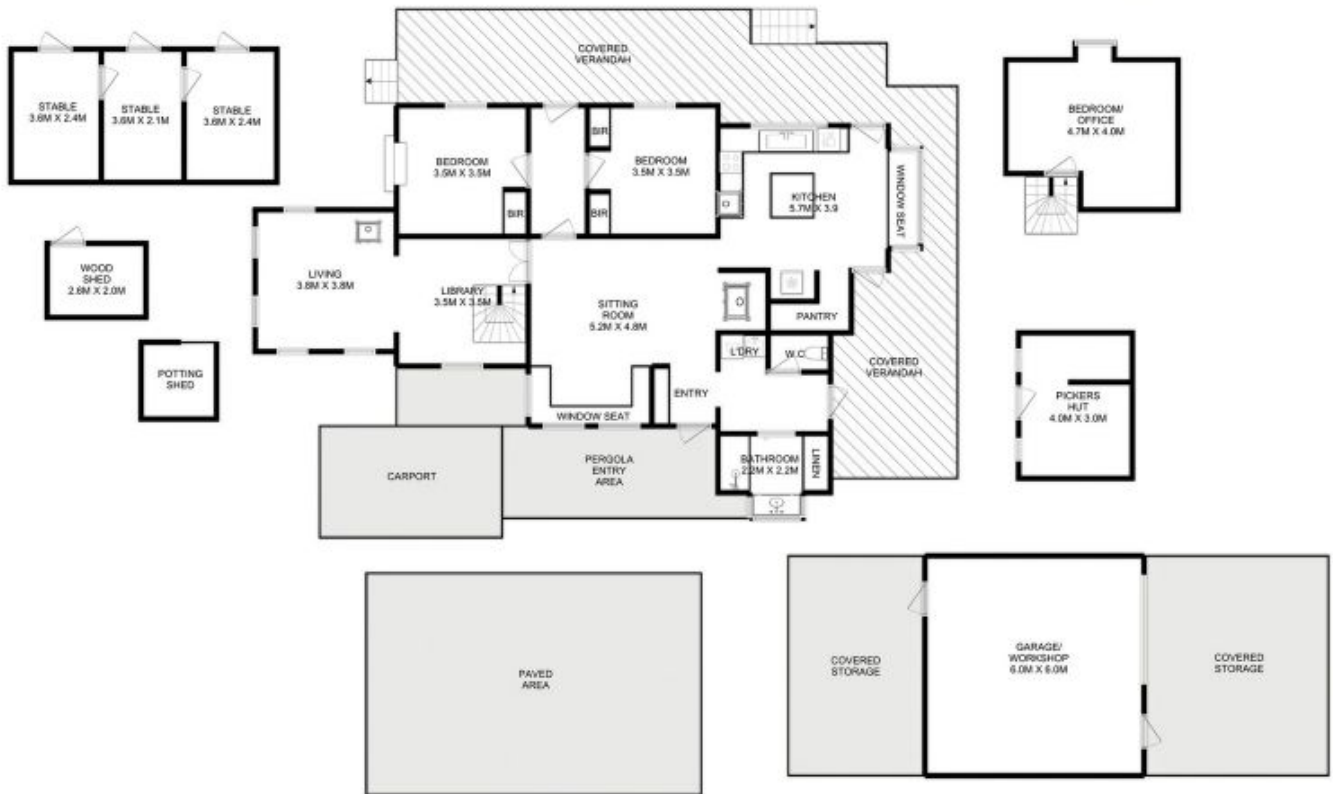 COVERED
VERANDAH
STABLE
3.6M X 2.4M
STABLE
3.6M X 2.1M
STABLE
3.6M X 2.4M
BEDROOM/
OFFICE
4.7M X 4.0M
BIR
BEDROOM
3.5M X 3.5M
BEDROOM
3.5M X 3.5M
BIR
BIR
KITCHEN
5.7M X 3.9
WINDOW SEAT
WOOD
SHED
2.6M X 2.0M
LIVING
3.8M X 3.8M
LIBRARY
3.5M X 3.5M
SITTING
ROOM
5.2M X 4.8M
PANTRY
POTTING
SHED
L'DRY
W.C
COVERED
VERANDAH
ENTRY
WINDOW SEAT
PICKERS
HUT
4.0M X 3.0M
CARPORT
PERGOLA
ENTRY
AREA
BATHROOM
2.2M X 2.2M
LINEN
PAVED
AREA
COVERED
STORAGE
GARAGE/
WORKSHOP
6.0M X 6.0M
COVERED
STORAGE